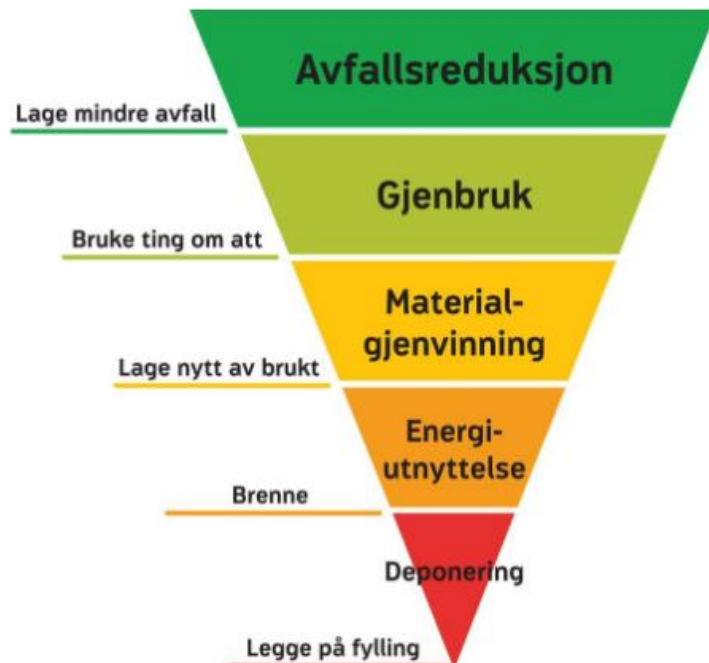 Avfallsreduksjon
Lage mindre avfall
Gjenbruk
Bruke ting om att
Material-
gjenvinning
Lage nytt av brukt
Energi-
utnyttelse
Brenne
Deponering
Legge på fylling